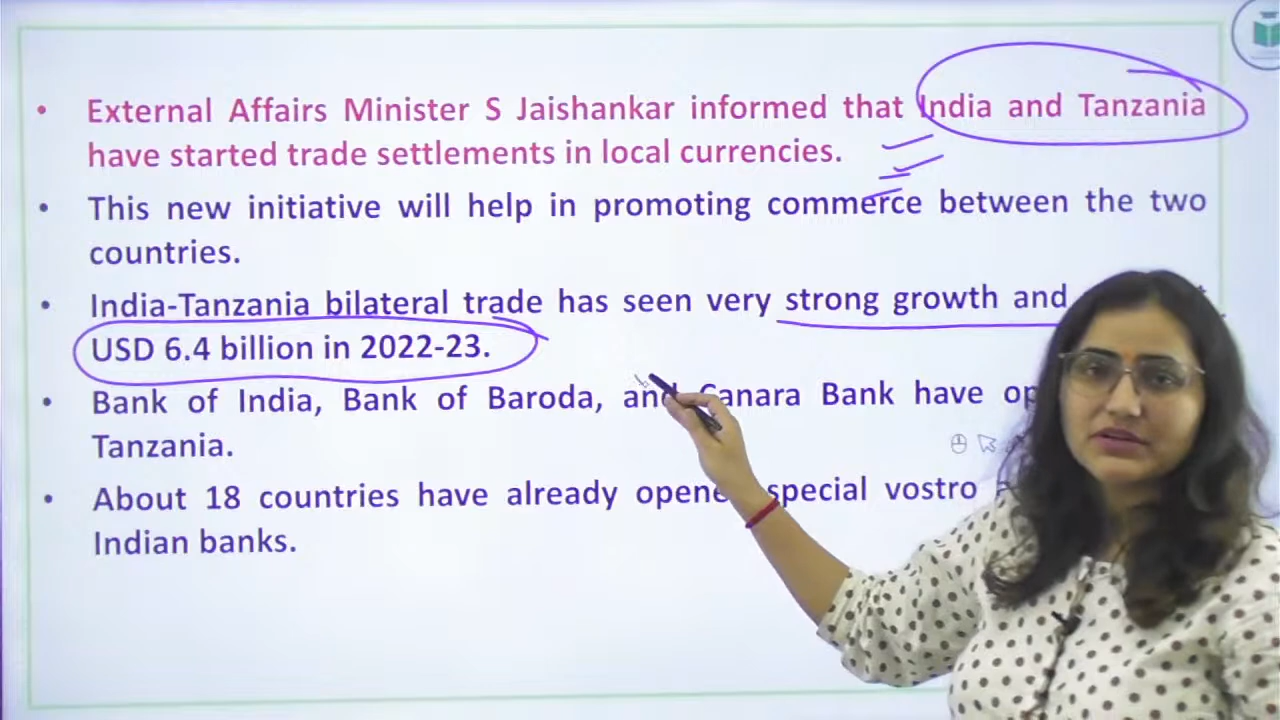 • External Affairs Minister S Jaishankar informed that India and Tanzania
have started trade settlements in local currencies.
• This new initiative will help in promoting commerce between the two
countries.
• India-Tanzania bilateral trade has seen very strong growth and
USD 6.4 billion in 2022-23.
• Bank of India, Bank of Baroda, and Canara Bank have
Tanzania.
• About 18 countries have already opened special vostro
Indian banks.